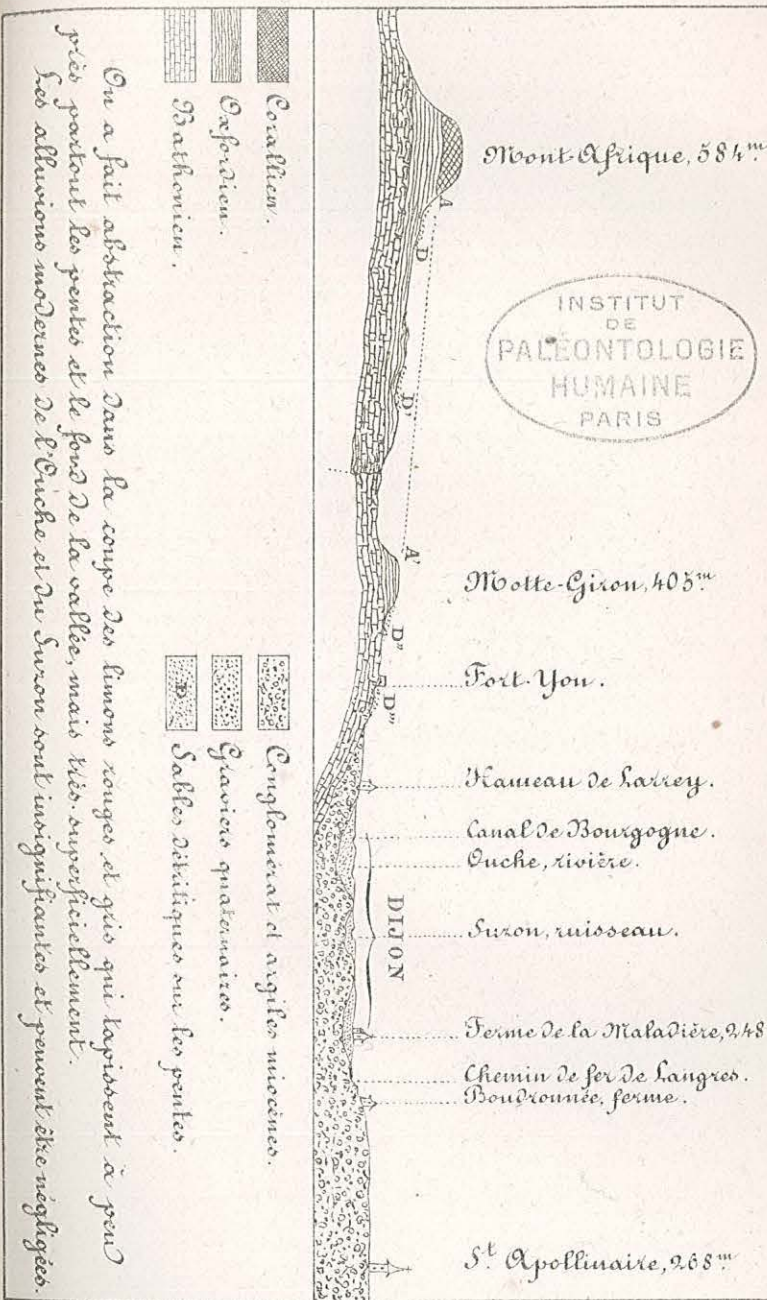 Mont-Afrique, 584m
A
D
D'
INSTITUT
DE
PALÉONTOLOGIE
HUMAINE
PARIS
A'
Motte-Giron, 405m
D"
Fort-Yon.
D'''
Hameau de Larrey.
Canal de Bourgogne.
Ouche, rivière.
DIJON
Suzon, ruisseau.
Ferme de la Maladière, 248
Chemin de fer de Langres.
Boudronnée, ferme.
St. Apollinaire, 268m
Corallien.
Oxfordien.
Bathonien.
Conglomérat et argiles miocènes.
Graviers quaternaires.
D
Sables détritiques sur les pentes.
On a fait abstraction dans la coupe des limons rouges et gris qui tapissent à peu
près partout les pentes et le fond de la vallée, mais très superficiellement.
Les alluvions modernes de l'Ouche et du Suzon sont insignifiantes et peuvent être négligées.